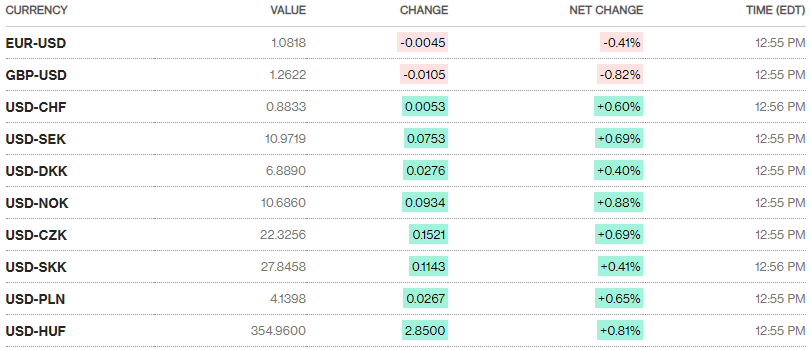 CURRENCY VALUE CHANGE NET CHANGE TIME (EDT)
EUR-USD 1.0818 -0.0045 -0.41% 12:55 PM
GBP-USD 1.2622 -0.0105 -0.82% 12:55 PM
USD-CHF 0.8833 0.0053 +0.60% 12:56 PM
USD-SEK 10.9719 0.0753 +0.69% 12:55 PM
USD-DKK 6.8890 0.0276 +0.40% 12:55 PM
USD-NOK 10.6860 0.0934 +0.88% 12:55 PM
USD-CZK 22.3256 0.1521 +0.69% 12:55 PM
USD-SKK 27.8458 0.1143 +0.41% 12:56 PM
USD-PLN 4.1398 0.0267 +0.65% 12:55 PM
USD-HUF 354.9600 2.8500 +0.81% 12:55 PM